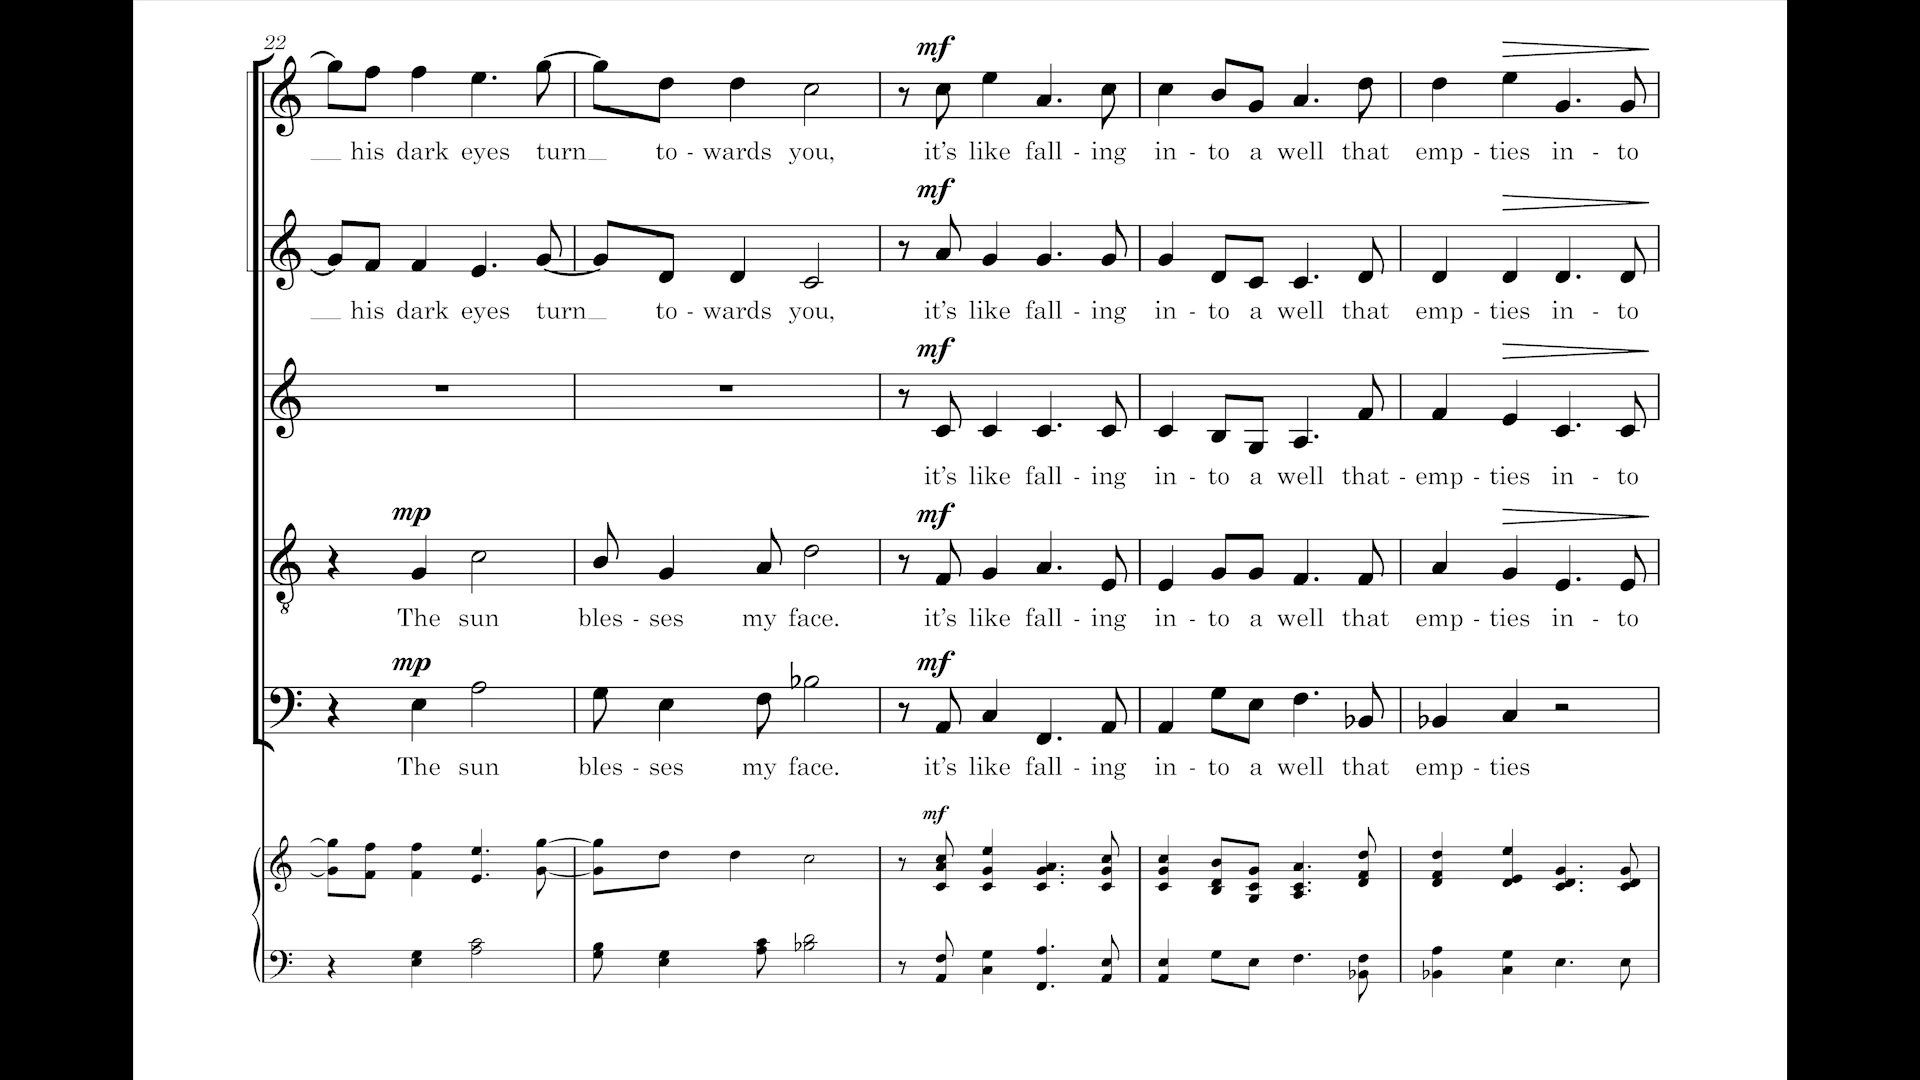 22
mf
his dark eyes turn to - wards you, it's like fall - ing in - to a well that emp - ties in - to
mf
his dark eyes turn to - wards you, it's like fall - ing in - to a well that emp - ties in - to
mf
it's like fall - ing in - to a well that - emp - ties in - to
mp mf
The sun bles - ses my face. it's like fall - ing in - to a well that emp - ties in - to
mp mf
The sun bles - ses my face. it's like fall - ing in - to a well that emp - ties
mf